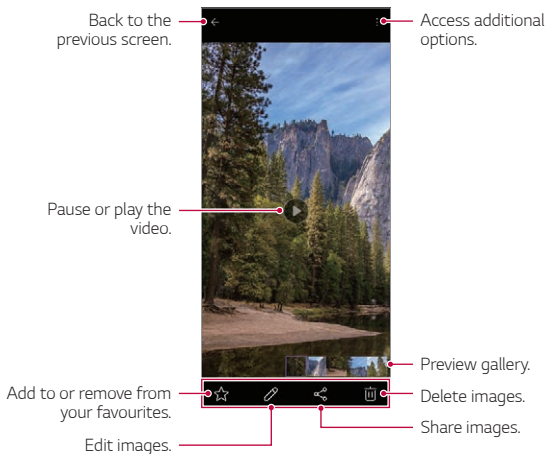 Back to the
previous screen.
Access additional
options.
Pause or play the
video.
Preview gallery.
Add to or remove from
your favourites.
Delete images.
Share images.
Edit images.